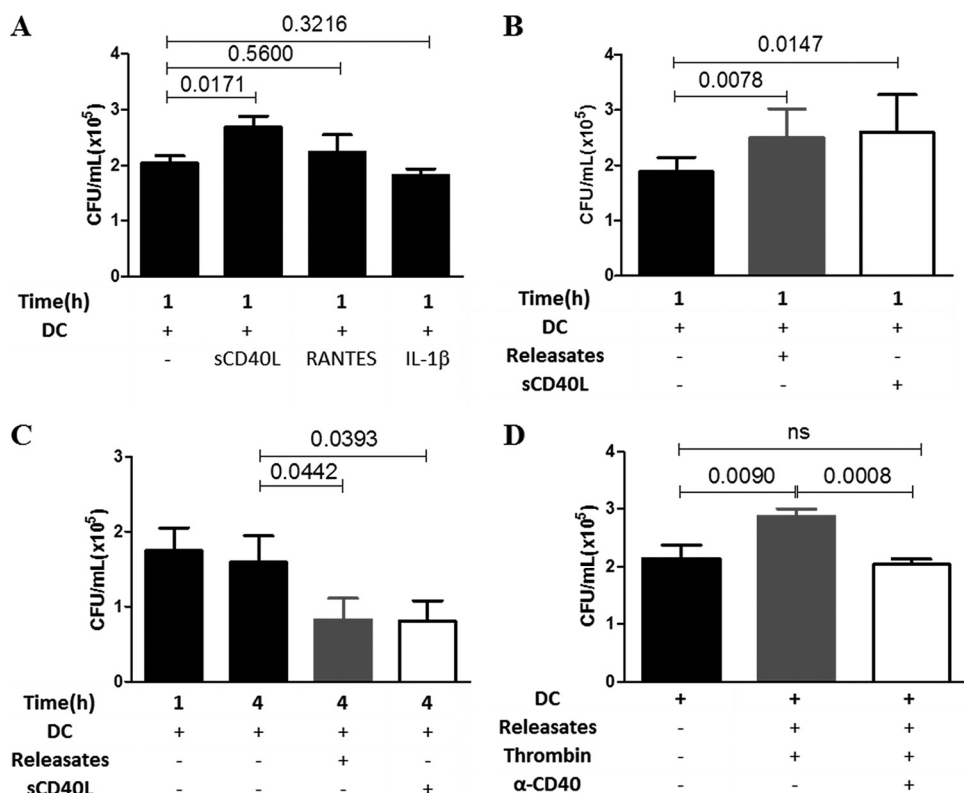 A
0.3216
0.5600
0.0171
CFU/mL(x10⁵)
4
3
2
1
0
Time(h) 1 1 1 1
DC + + + +
- sCD40L RANTES IL-1β
B
0.0147
0.0078
CFU/mL(x10⁵)
4
3
2
1
0
Time(h) 1 1 1
DC + + +
Releasates - + -
sCD40L - - +
C
0.0393
0.0442
CFU/mL(x10⁵)
3
2
1
0
Time(h) 1 4 4 4
DC + + + +
Releasates - - + -
sCD40L - - - +
D
ns
0.0090 0.0008
CFU/mL(x10⁵)
4
3
2
1
0
DC + + +
Releasates - + +
Thrombin - + +
α-CD40 - - +